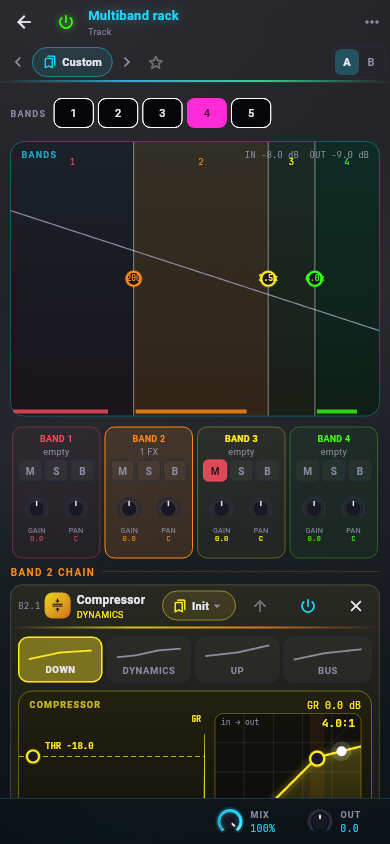 Multiband rack
Track
Custom
A B
BANDS 1 2 3 4 5
BANDS IN -8.0 dB OUT -9.0 dB
1 2 3 4
200
BAND 1 BAND 2 BAND 3 BAND 4
empty 1 FX empty empty
M S B M S B M S B M S B
GAIN PAN GAIN PAN GAIN PAN GAIN PAN
0.0 C 0.0 C 0.0 C 0.0 C
BAND 2 CHAIN
B2.1 Compressor Init
DYNAMICS
DOWN DYNAMICS UP BUS
COMPRESSOR GR 0.0 dB
GR in → out 4.0:1
THR -18.0
MIX OUT
100% 0.0